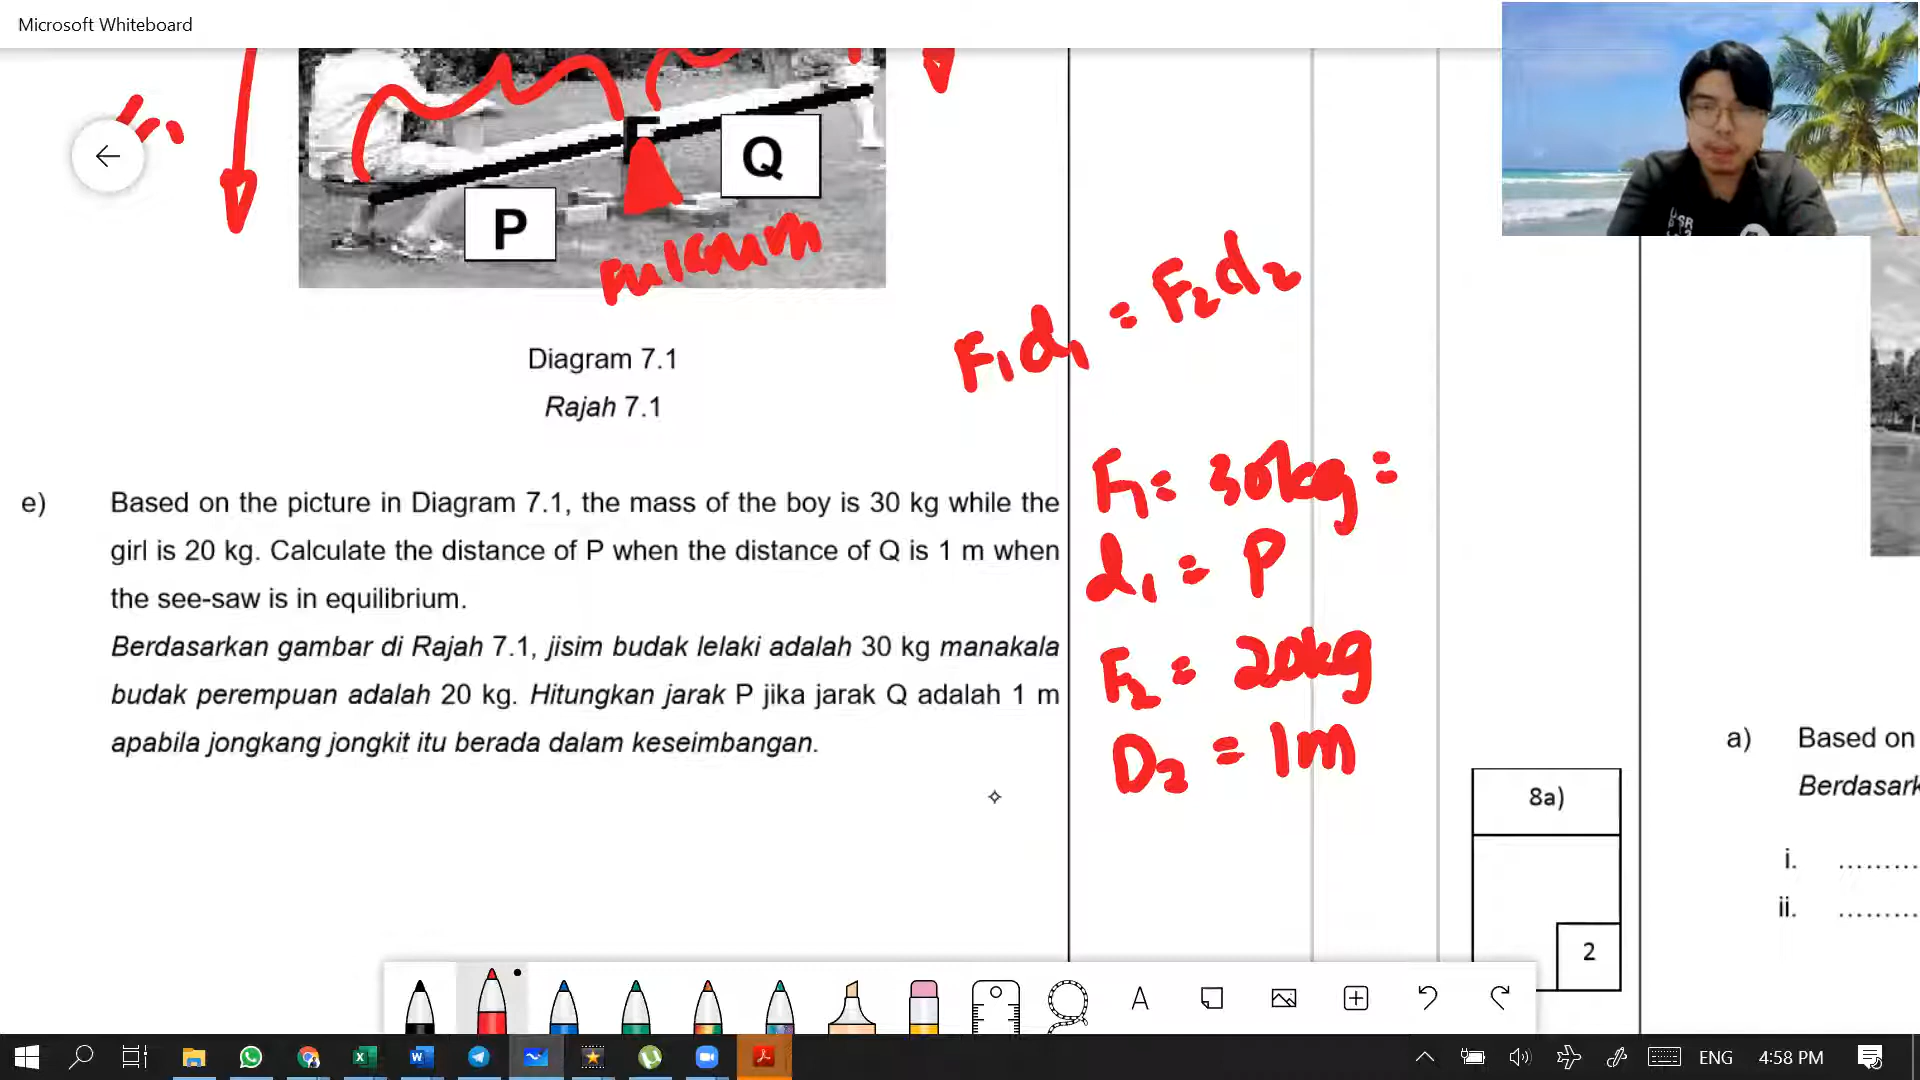 Microsoft Whiteboard
Q
P
Fulcrum
F1d1 = F2d2
Diagram 7.1
Rajah 7.1
e) Based on the picture in Diagram 7.1, the mass of the boy is 30 kg while the
girl is 20 kg. Calculate the distance of P when the distance of Q is 1 m when
the see-saw is in equilibrium.
Berdasarkan gambar di Rajah 7.1, jisim budak lelaki adalah 30 kg manakala
budak perempuan adalah 20 kg. Hitungkan jarak P jika jarak Q adalah 1 m
apabila jongkang jongkit itu berada dalam keseimbangan.
F1 = 30kg =
d1 = P
F2 = 20kg
D2 = 1m
8a)
2
a) Based on
Berdasark
i. ........
ii. ........
A
ENG
4:58 PM